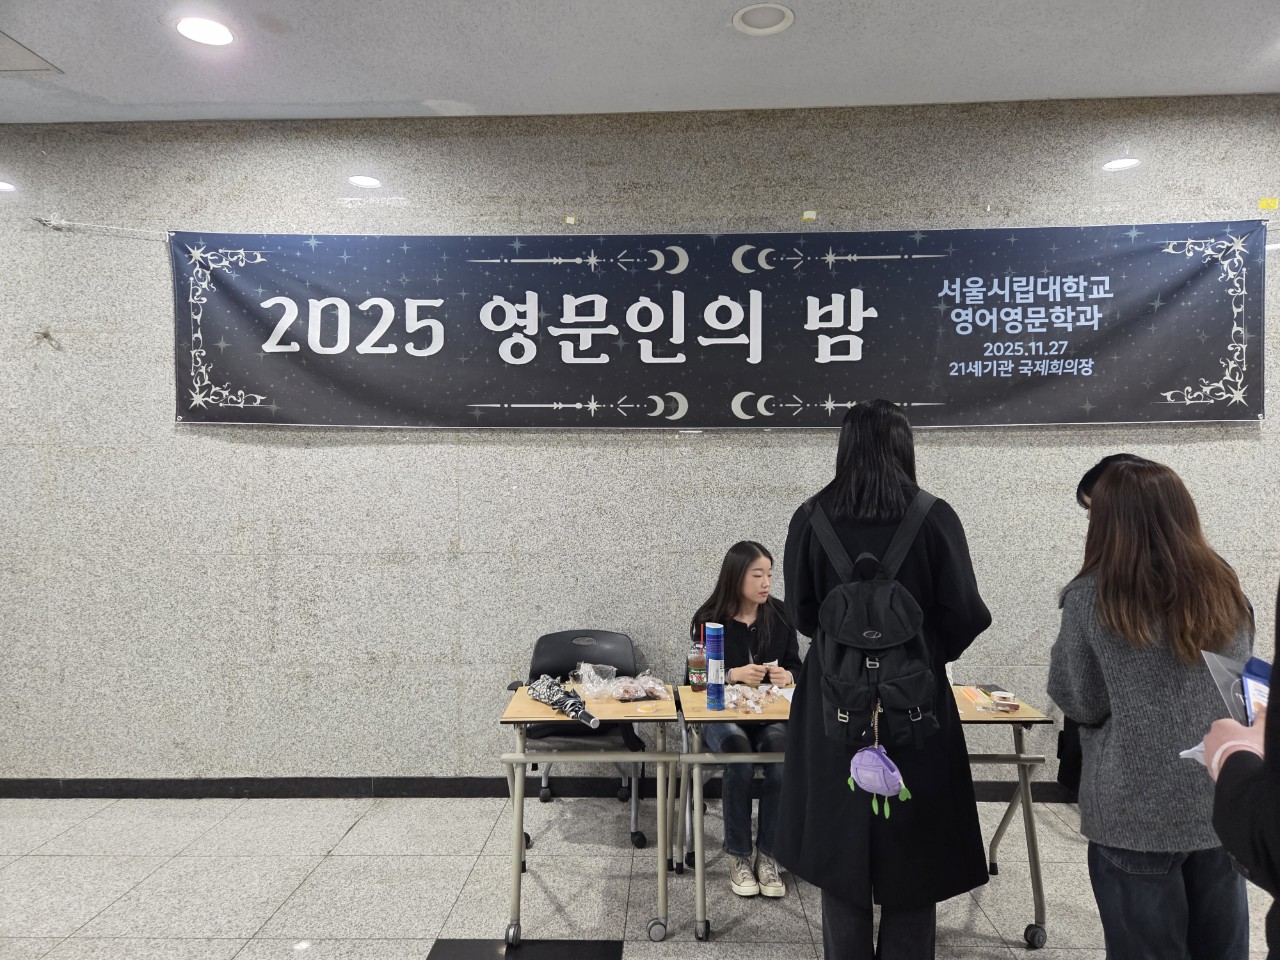 2025 영문인의 밤
서울시립대학교
영어영문학과
2025.11.27
21세기관 국제회의장